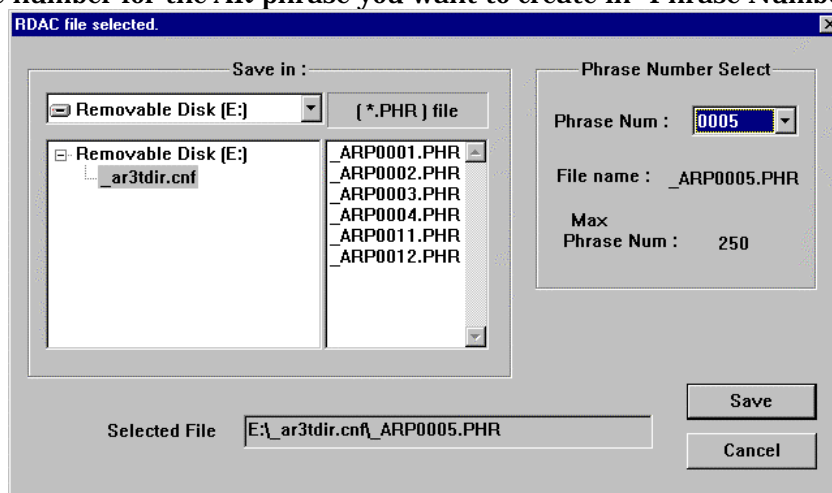 number for the AR phrase you want to create in "Phrase Numbe
RDAC file selected.
Save in :
Removable Disk (E:)
( *.PHR ) file
Removable Disk (E:)
_ar3tdir.cnf
_ARP0001.PHR
_ARP0002.PHR
_ARP0003.PHR
_ARP0004.PHR
_ARP0011.PHR
_ARP0012.PHR
Phrase Number Select
Phrase Num :
0005
File name :
_ARP0005.PHR
Max
Phrase Num :
250
Selected File
E:\_ar3tdir.cnf\_ARP0005.PHR
Save
Cancel